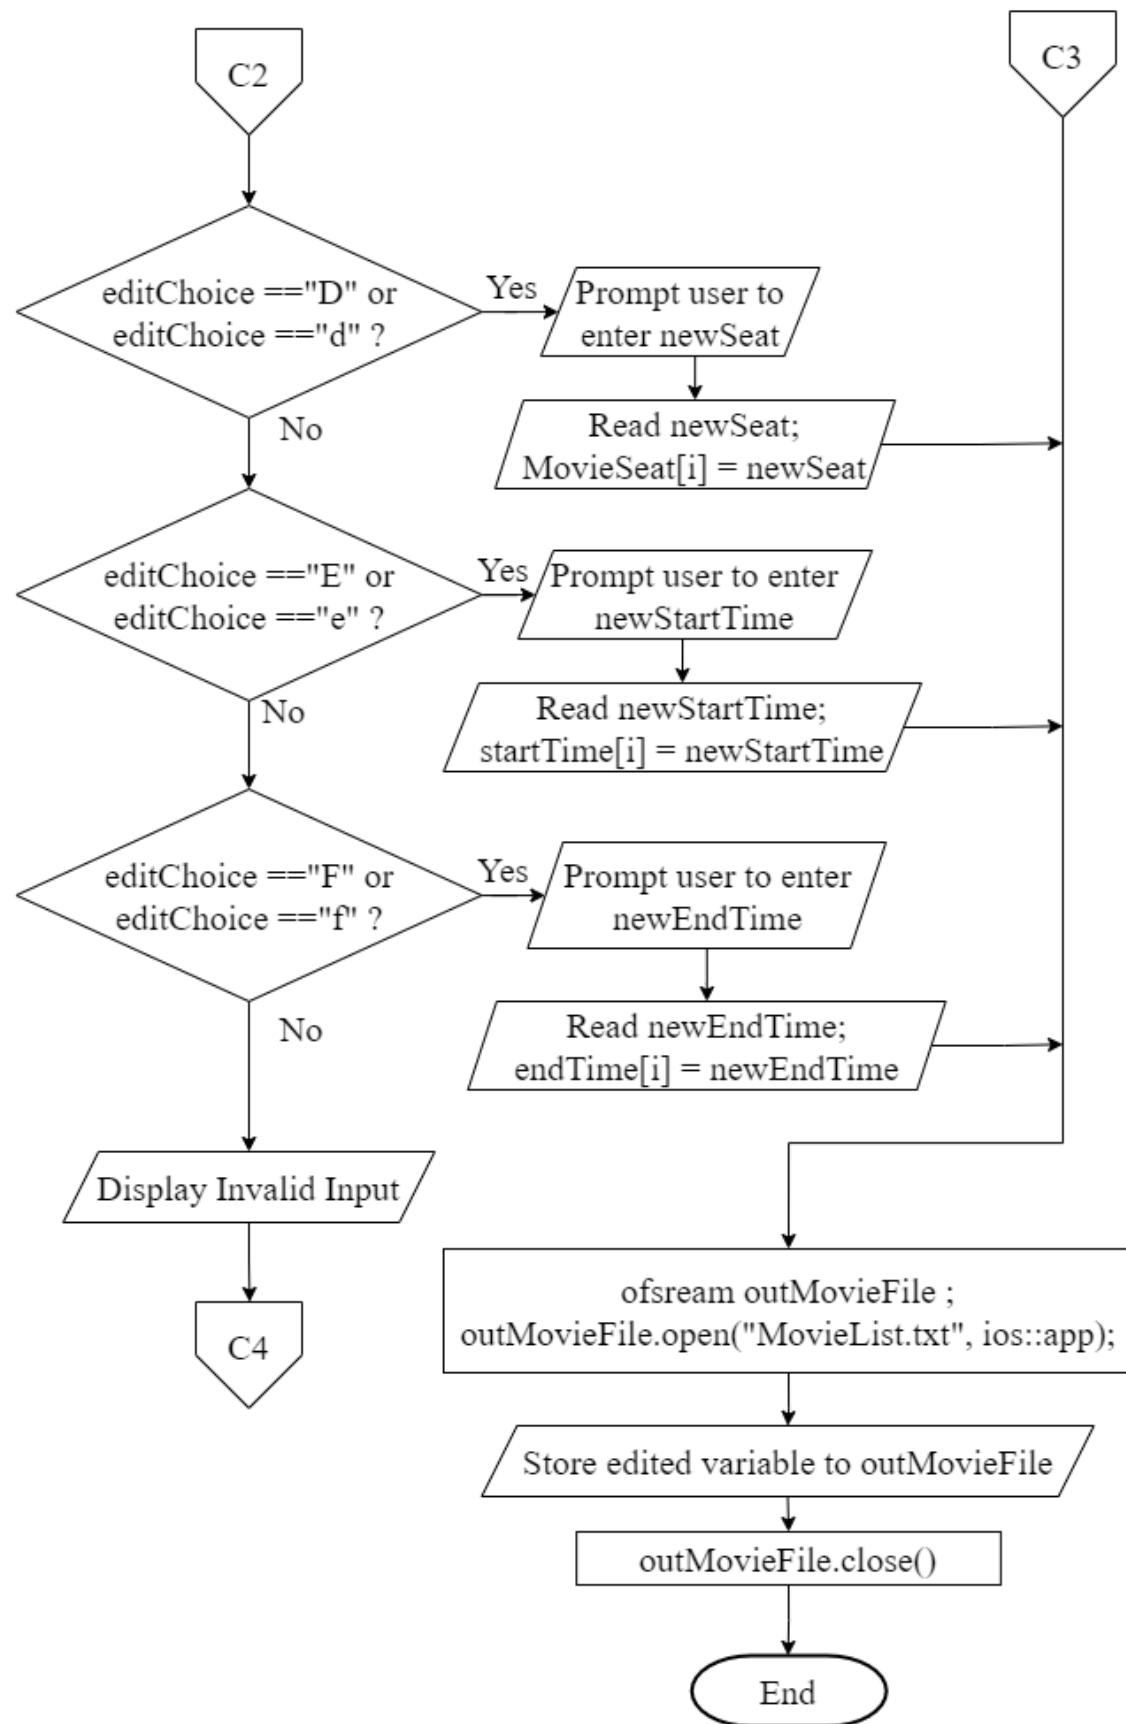 C2
C3
editChoice =="D" or
editChoice =="d" ?
Yes
Prompt user to
enter newSeat
No
Read newSeat;
MovieSeat[i] = newSeat
editChoice =="E" or
editChoice =="e" ?
Yes
Prompt user to enter
newStartTime
No
Read newStartTime;
startTime[i] = newStartTime
editChoice =="F" or
editChoice =="f" ?
Yes
Prompt user to enter
newEndTime
No
Read newEndTime;
endTime[i] = newEndTime
Display Invalid Input
C4
ofsream outMovieFile ;
outMovieFile.open("MovieList.txt", ios::app);
Store edited variable to outMovieFile
outMovieFile.close()
End